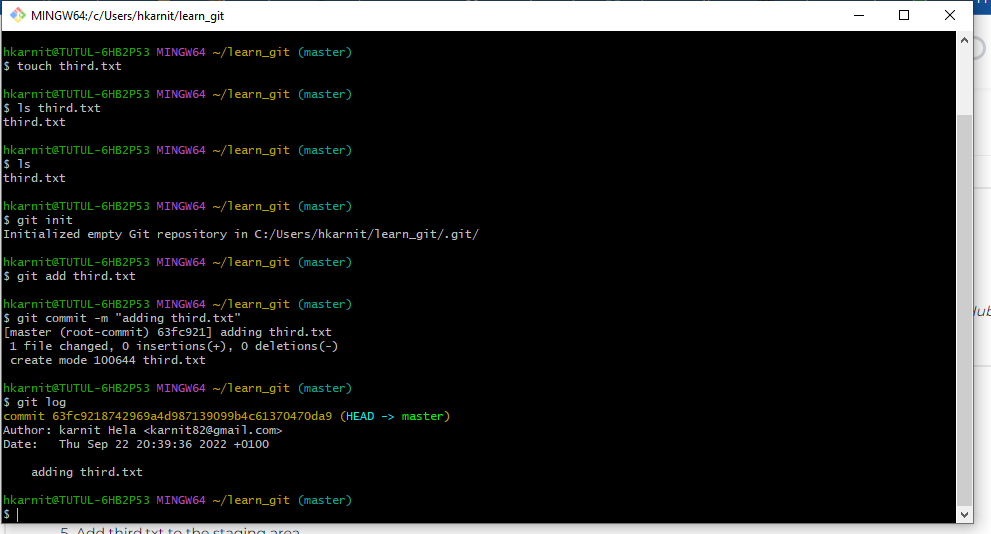 MINGW64:/c/Users/hkarnit/learn_git
hkarnit@TUTUL-6HB2P53 MINGW64 ~/learn_git (master)
$ touch third.txt
hkarnit@TUTUL-6HB2P53 MINGW64 ~/learn_git (master)
$ ls third.txt
third.txt
hkarnit@TUTUL-6HB2P53 MINGW64 ~/learn_git (master)
$ ls
third.txt
hkarnit@TUTUL-6HB2P53 MINGW64 ~/learn_git (master)
$ git init
Initialized empty Git repository in C:/Users/hkarnit/learn_git/.git/
hkarnit@TUTUL-6HB2P53 MINGW64 ~/learn_git (master)
$ git add third.txt
hkarnit@TUTUL-6HB2P53 MINGW64 ~/learn_git (master)
$ git commit -m "adding third.txt"
[master (root-commit) 63fc921] adding third.txt
1 file changed, 0 insertions(+), 0 deletions(-)
create mode 100644 third.txt
hkarnit@TUTUL-6HB2P53 MINGW64 ~/learn_git (master)
$ git log
commit 63fc9218742969a4d987139099b4c61370470da9 (HEAD -> master)
Author: karnit Hela <karnit82@gmail.com>
Date:   Thu Sep 22 20:39:36 2022 +0100
adding third.txt
hkarnit@TUTUL-6HB2P53 MINGW64 ~/learn_git (master)
$
5. Add third.txt to the staging area